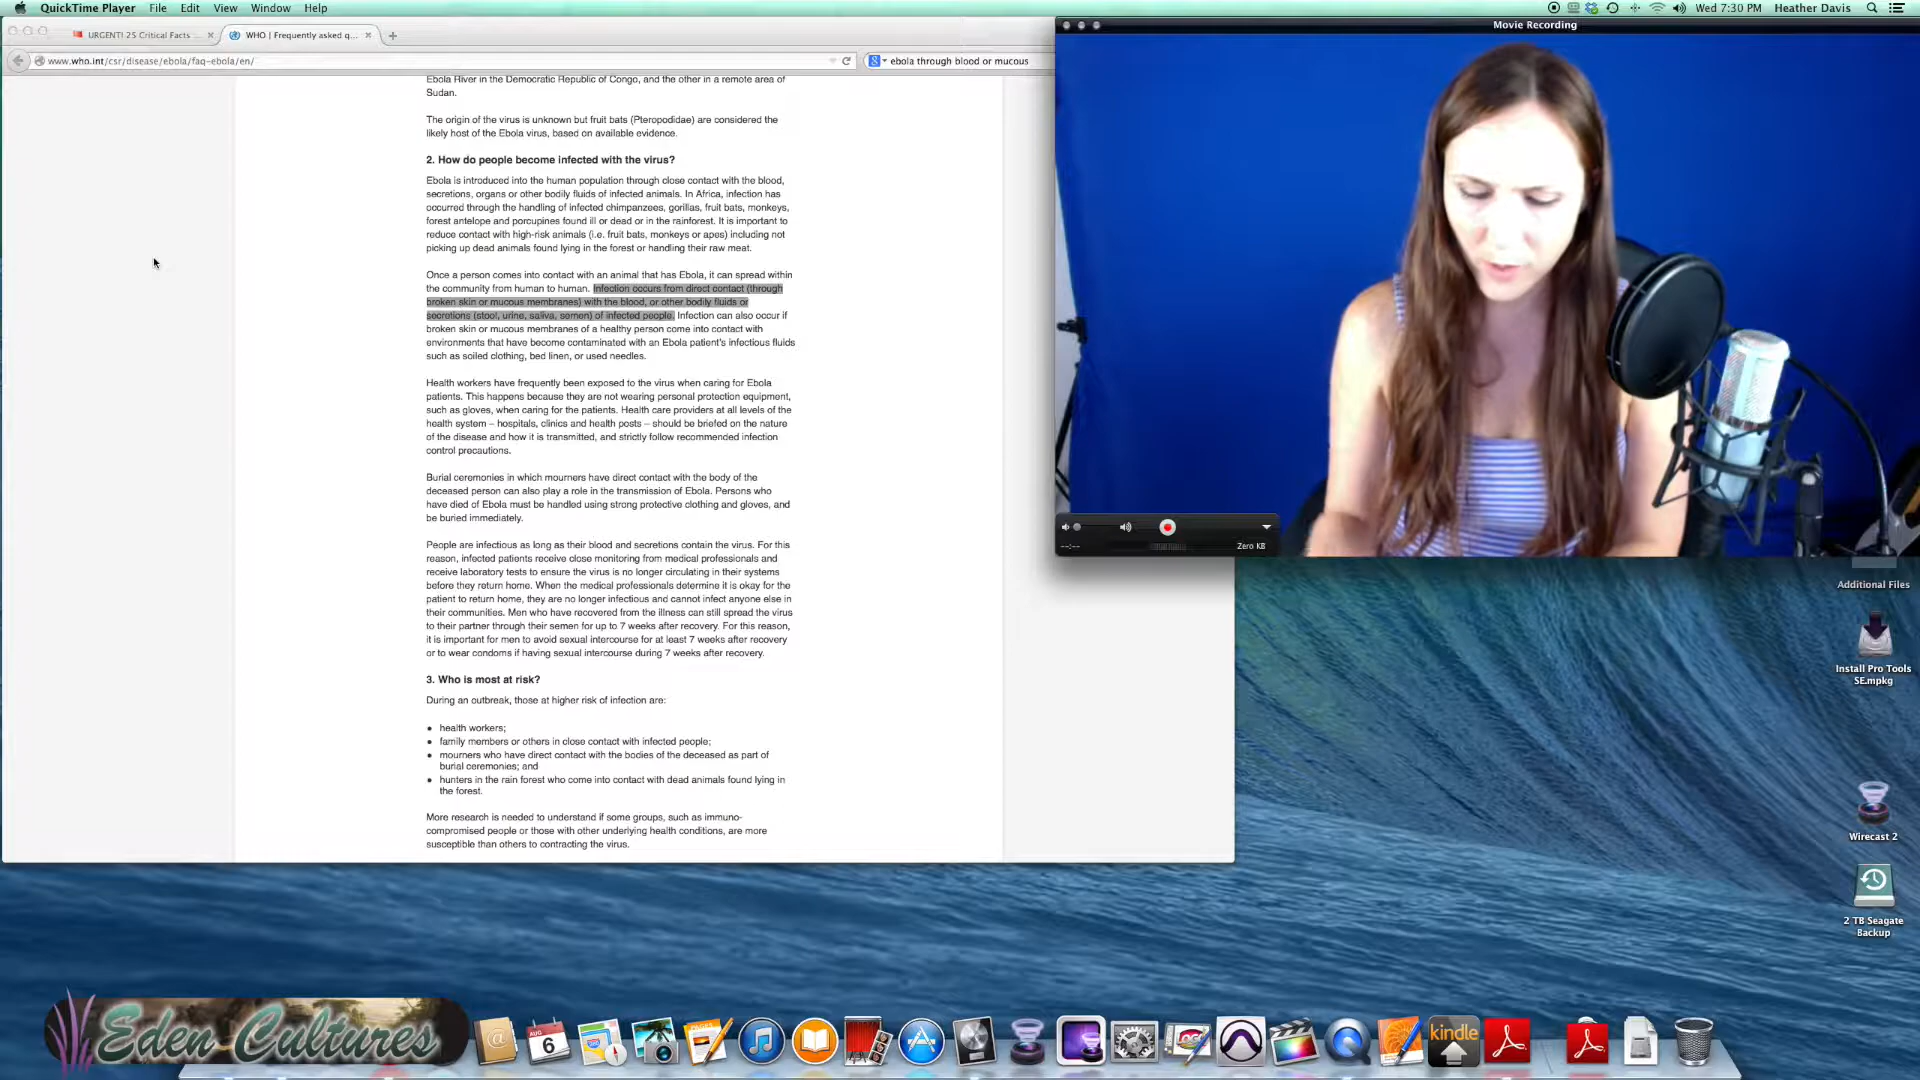 QuickTime Player File Edit View Window Help
Wed 7:30 PM Heather Davis
URGENT! 25 Critical Facts ...
WHO | Frequently asked q...
Movie Recording
www.who.int/csr/disease/ebola/faq-ebola/en/
ebola through blood or mucous
Ebola River in the Democratic Republic of Congo, and the other in a remote area of
Sudan.
The origin of the virus is unknown but fruit bats (Pteropodidae) are considered the
likely host of the Ebola virus, based on available evidence.
2. How do people become infected with the virus?
Ebola is introduced into the human population through close contact with the blood,
secretions, organs or other bodily fluids of infected animals. In Africa, infection has
occurred through the handling of infected chimpanzees, gorillas, fruit bats, monkeys,
forest antelope and porcupines found ill or dead or in the rainforest. It is important to
reduce contact with high-risk animals (i.e. fruit bats, monkeys or apes) including not
picking up dead animals found lying in the forest or handling their raw meat.
Once a person comes into contact with an animal that has Ebola, it can spread within
the community from human to human. Infection occurs from direct contact (through
broken skin or mucous membranes) with the blood, or other bodily fluids or
secretions (stool, urine, saliva, semen) of infected people. Infection can also occur if
broken skin or mucous membranes of a healthy person come into contact with
environments that have become contaminated with an Ebola patient's infectious fluids
such as soiled clothing, bed linen, or used needles.
Health workers have frequently been exposed to the virus when caring for Ebola
patients. This happens because they are not wearing personal protection equipment,
such as gloves, when caring for the patients. Health care providers at all levels of the
health system – hospitals, clinics and health posts – should be briefed on the nature
of the disease and how it is transmitted, and strictly follow recommended infection
control precautions.
Burial ceremonies in which mourners have direct contact with the body of the
deceased person can also play a role in the transmission of Ebola. Persons who
have died of Ebola must be handled using strong protective clothing and gloves, and
be buried immediately.
People are infectious as long as their blood and secretions contain the virus. For this
reason, infected patients receive close monitoring from medical professionals and
receive laboratory tests to ensure the virus is no longer circulating in their systems
before they return home. When the medical professionals determine it is okay for the
patient to return home, they are no longer infectious and cannot infect anyone else in
their communities. Men who have recovered from the illness can still spread the virus
to their partner through their semen for up to 7 weeks after recovery. For this reason,
it is important for men to avoid sexual intercourse for at least 7 weeks after recovery
or to wear condoms if having sexual intercourse during 7 weeks after recovery.
3. Who is most at risk?
During an outbreak, those at higher risk of infection are:
health workers;
family members or others in close contact with infected people;
mourners who have direct contact with the bodies of the deceased as part of
burial ceremonies; and
hunters in the rain forest who come into contact with dead animals found lying in
the forest.
More research is needed to understand if some groups, such as immuno-
compromised people or those with other underlying health conditions, are more
susceptible than others to contracting the virus.
--:--
Zero KB
Additional Files
Install Pro Tools
SE.mpkg
Wirecast 2
2 TB Seagate
Backup
Eden Cultures
AUG
6
PAGES
kindle